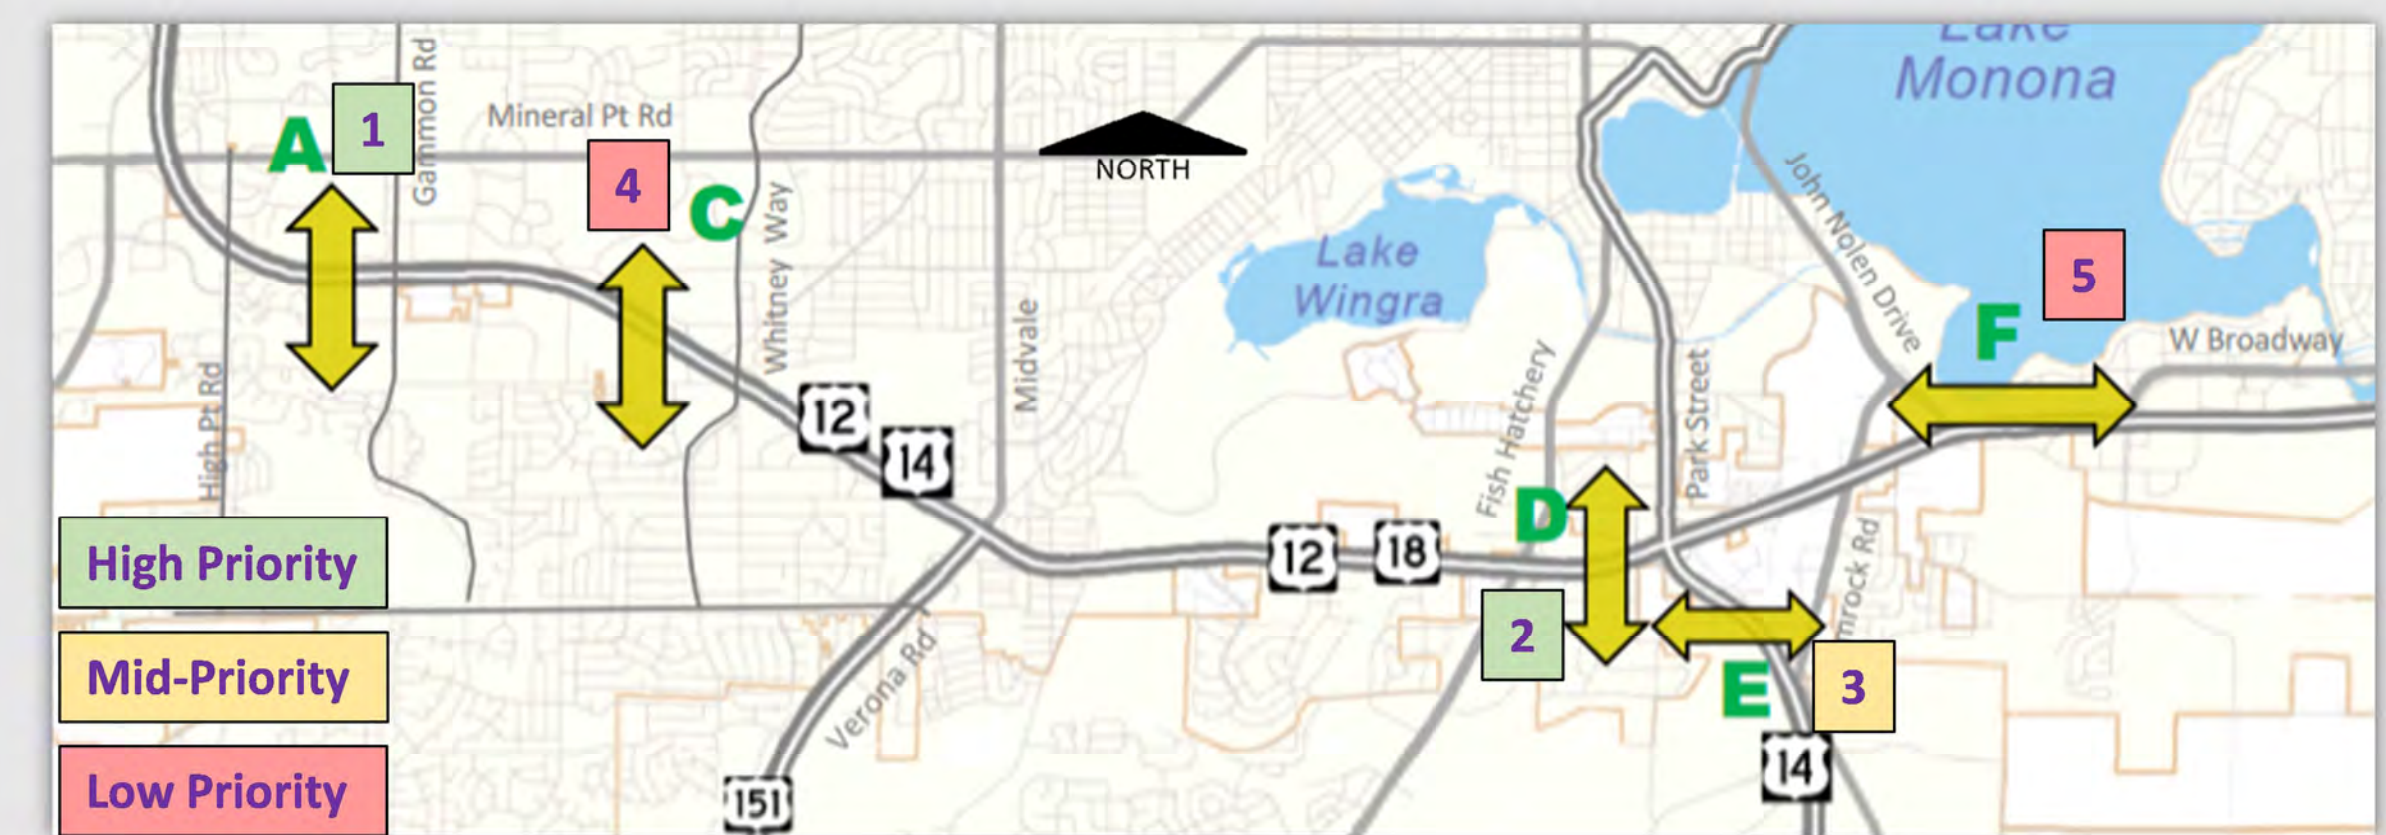 Lake
Monona
Gammon Rd
A
1
Mineral Pt Rd
4
C
Whitney Way
NORTH
Lake
Wingra
Midvale
John Nolen Drive
5
F
W Broadway
High Pt Rd
12
14
Fish Hatchery
Park Street
D
12
18
2
E
3
14
Verona Rd
151
High Priority
Mid-Priority
Low Priority